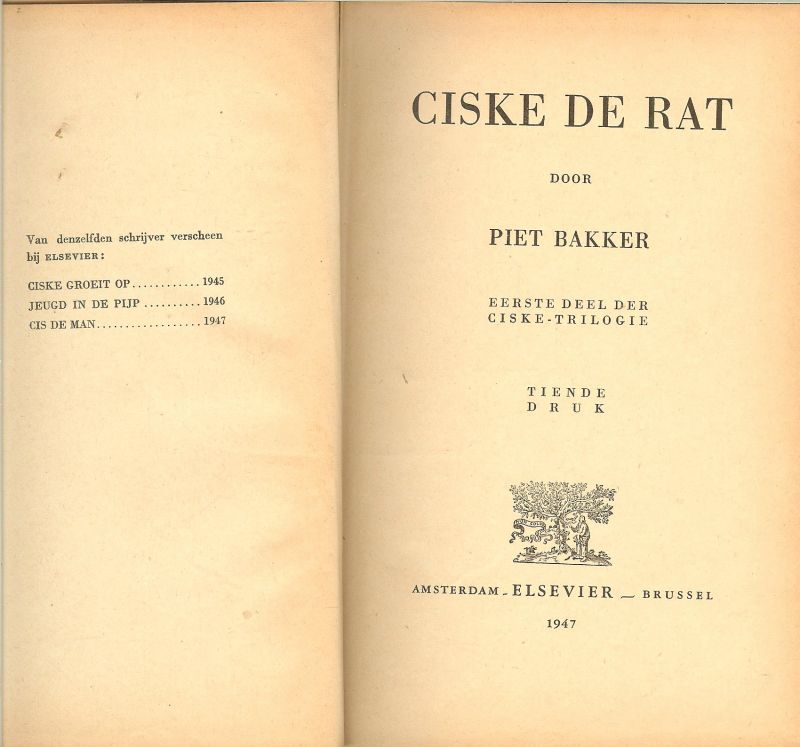 Van denzelfden schrijver verscheen
bij ELSEVIER:
CISKE GROEIT OP............1945
JEUGD IN DE PIJP..........1946
CIS DE MAN..................1947
CISKE DE RAT
DOOR
PIET BAKKER
EERSTE DEEL DER
CISKE-TRILOGIE
TIENDE
DRUK
AMSTERDAM - ELSEVIER — BRUSSEL
1947